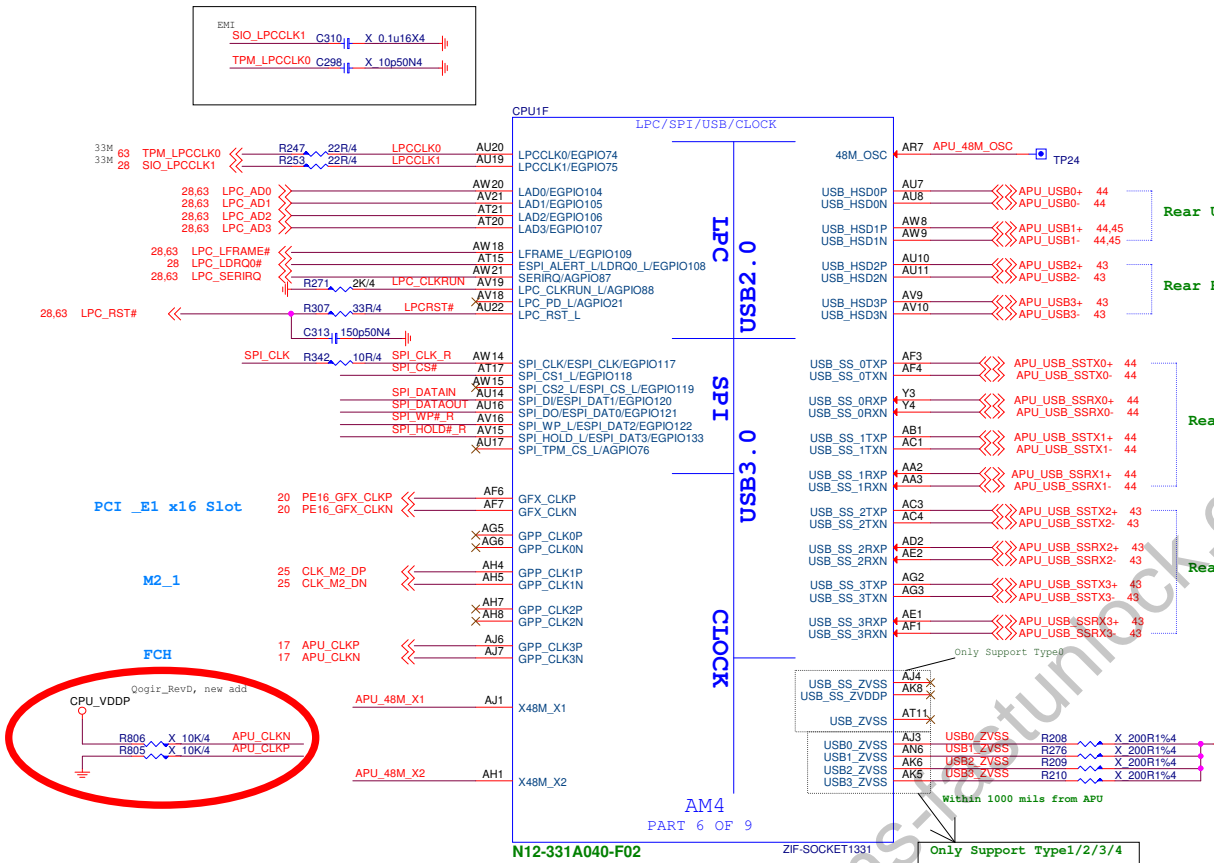 EMI
SIO_LPCCLK1 C310 X_0.1u16X4
TPM_LPCCLK0 C298 X_10p50N4
CPU1F
LPC/SPI/USB/CLOCK
33M 63 TPM_LPCCLK0 R247 22R/4 LPCCLK0 AU20 LPCCLK0/EGPIO74
33M 28 SIO_LPCCLK1 R253 22R/4 LPCCLK1 AU19 LPCCLK1/EGPIO75
28,63 LPC_AD0 AW20 LAD0/EGPIO104
28,63 LPC_AD1 AV21 LAD1/EGPIO105
28,63 LPC_AD2 AT21 LAD2/EGPIO106
28,63 LPC_AD3 AT20 LAD3/EGPIO107
28,63 LPC_LFRAME# AW18 LFRAME_L/EGPIO109
28 LPC_LDRQ0# AT15 ESPI_ALERT_L/LDRQ0_L/EGPIO108
28,63 LPC_SERIRQ AW21 SERIRQ/AGPIO87
R271 2K/4 LPC_CLKRUN AV19 LPC_CLKRUN_L/AGPIO88
AV18 LPC_PD_L/AGPIO21
28,63 LPC_RST# R307 33R/4 LPCRST# AU22 LPC_RST_L
C313 150p50N4
SPI_CLK R342 10R/4 SPI_CLK_R AW14 SPI_CLK/ESPI_CLK/EGPIO117
SPI_CS# AT17 SPI_CS1_L/EGPIO118
AW15 SPI_CS2_L/ESPI_CS_L/EGPIO119
SPI_DATAIN AU14 SPI_DI/ESPI_DAT1/EGPIO120
SPI_DATAOUT AU16 SPI_DO/ESPI_DAT0/EGPIO121
SPI_WP#_R AV16 SPI_WP_L/ESPI_DAT2/EGPIO122
SPI_HOLD#_R AV15 SPI_HOLD_L/ESPI_DAT3/EGPIO133
AU17 SPI_TPM_CS_L/AGPIO76
PCI _E1 x16 Slot
20 PE16_GFX_CLKP AF6 GFX_CLKP
20 PE16_GFX_CLKN AF7 GFX_CLKN
AG5 GPP_CLK0P
AG6 GPP_CLK0N
M2_1
25 CLK_M2_DP AH4 GPP_CLK1P
25 CLK_M2_DN AH5 GPP_CLK1N
AH7 GPP_CLK2P
AH8 GPP_CLK2N
FCH
17 APU_CLKP AJ6 GPP_CLK3P
17 APU_CLKN AJ7 GPP_CLK3N
Qogir_RevD, new add
CPU_VDDP
R806 X_10K/4 APU_CLKN
R805 X_10K/4 APU_CLKP
APU_48M_X1 AJ1 X48M_X1
APU_48M_X2 AH1 X48M_X2
LPC
USB2.0
SPI
USB3.0
CLOCK
48M_OSC AR7 APU_48M_OSC TP24
USB_HSD0P AU7 APU_USB0+ 44
USB_HSD0N AU8 APU_USB0- 44
Rear U
USB_HSD1P AW8 APU_USB1+ 44,45
USB_HSD1N AW9 APU_USB1- 44,45
USB_HSD2P AU10 APU_USB2+ 43
USB_HSD2N AU11 APU_USB2- 43
Rear
USB_HSD3P AV9 APU_USB3+ 43
USB_HSD3N AV10 APU_USB3- 43
USB_SS_0TXP AF3 APU_USB_SSTX0+ 44
USB_SS_0TXN AF4 APU_USB_SSTX0- 44
USB_SS_0RXP Y3 APU_USB_SSRX0+ 44
USB_SS_0RXN Y4 APU_USB_SSRX0- 44
Rea
USB_SS_1TXP AB1 APU_USB_SSTX1+ 44
USB_SS_1TXN AC1 APU_USB_SSTX1- 44
USB_SS_1RXP AA2 APU_USB_SSRX1+ 44
USB_SS_1RXN AA3 APU_USB_SSRX1- 44
USB_SS_2TXP AC3 APU_USB_SSTX2+ 43
USB_SS_2TXN AC4 APU_USB_SSTX2- 43
USB_SS_2RXP AD2 APU_USB_SSRX2+ 43
USB_SS_2RXN AE2 APU_USB_SSRX2- 43
Rea
USB_SS_3TXP AG2 APU_USB_SSTX3+ 43
USB_SS_3TXN AG3 APU_USB_SSTX3- 43
USB_SS_3RXP AE1 APU_USB_SSRX3+ 43
USB_SS_3RXN AF1 APU_USB_SSRX3- 43
Only Support Type0
USB_SS_ZVSS AJ4
USB_SS_ZVDDP AK8
USB_ZVSS AT11
USB0_ZVSS AJ3 USB0_ZVSS R208 X_200R1%4
USB1_ZVSS AN6 USB1_ZVSS R276 X_200R1%4
USB2_ZVSS AK6 USB2_ZVSS R209 X_200R1%4
USB3_ZVSS AK5 USB3_ZVSS R210 X_200R1%4
Within 1000 mils from APU
AM4
PART 6 OF 9
N12-331A040-F02
ZIF-SOCKET1331
Only Support Type1/2/3/4